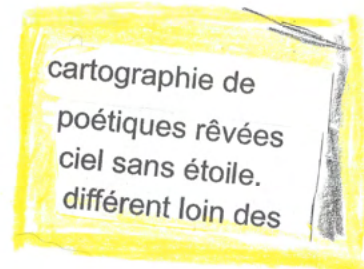 cartographie de
poétiques rêvées
ciel sans étoile.
différent loin des